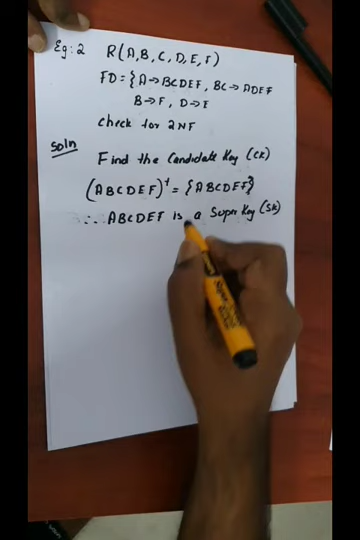 Eg: 2 R(A,B,C,D,E,F)
FD = {A→BCDEF, BC→ADEF
B→F, D→E
check for 2NF
Soln
Find the Candidate Key (CK)
(ABCDEF)⁺ = {ABCDEF}
∴ ABCDEF is a Super Key (SK)